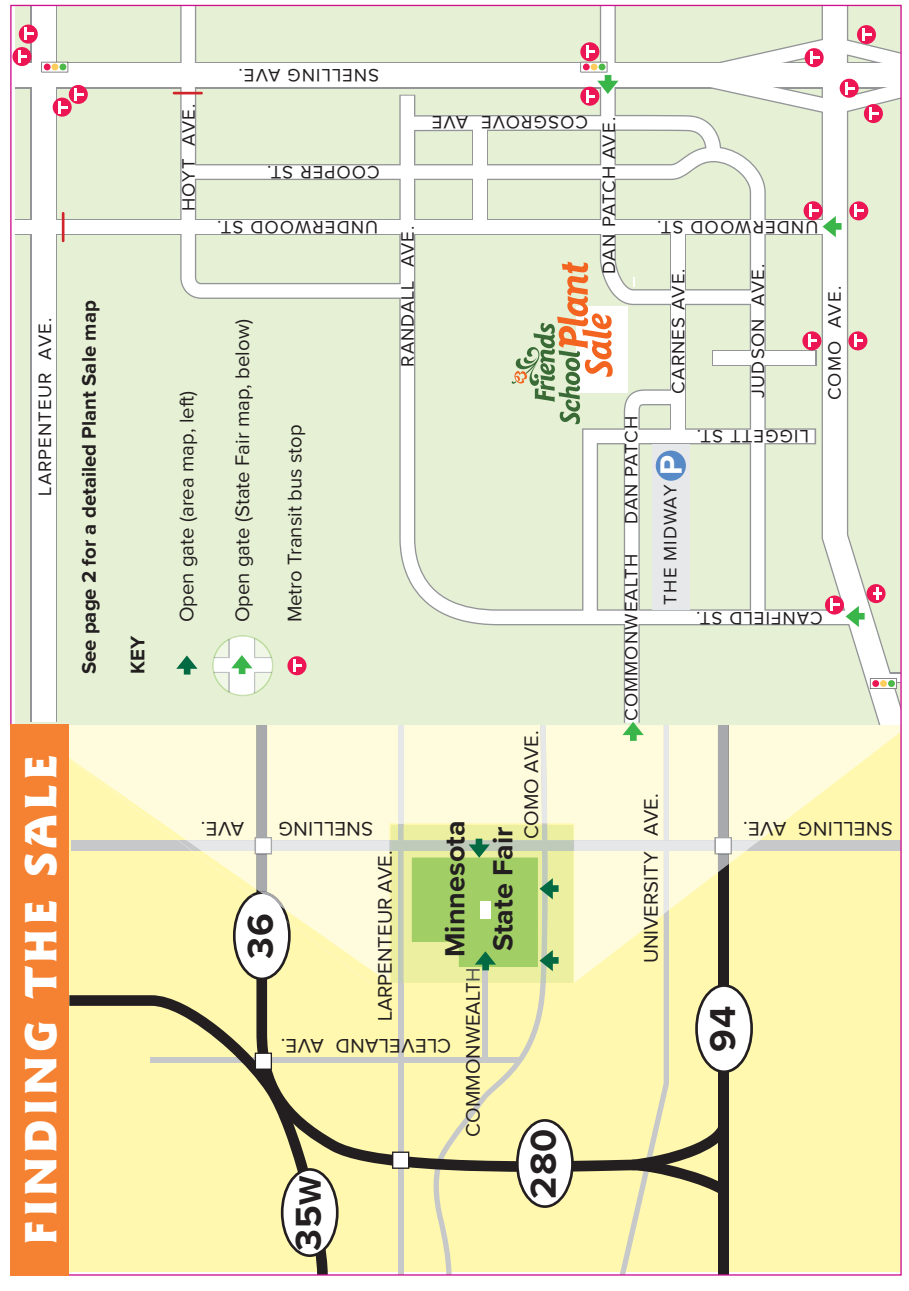 FINDING THE SALE
36
35W
280
94
SNELLING AVE.
SNELLING AVE.
LARPENTEUR AVE.
CLEVELAND AVE.
COMMONWEALTH
Minnesota
State Fair
COMO AVE.
UNIVERSITY AVE.
LARPENTEUR AVE.
See page 2 for a detailed Plant Sale map
KEY
Open gate (area map, left)
Open gate (State Fair map, below)
T Metro Transit bus stop
SNELLING AVE.
HOYT AVE.
COOPER ST.
UNDERWOOD ST.
COSGROVE AVE
RANDALL AVE.
DAN PATCH AVE.
UNDERWOOD ST.
Friends
School Plant
Sale
CARNES AVE.
JUDSON AVE.
COMO AVE.
LIGGETT ST.
COMMONWEALTH DAN PATCH
THE MIDWAY P
CANFIELD ST.